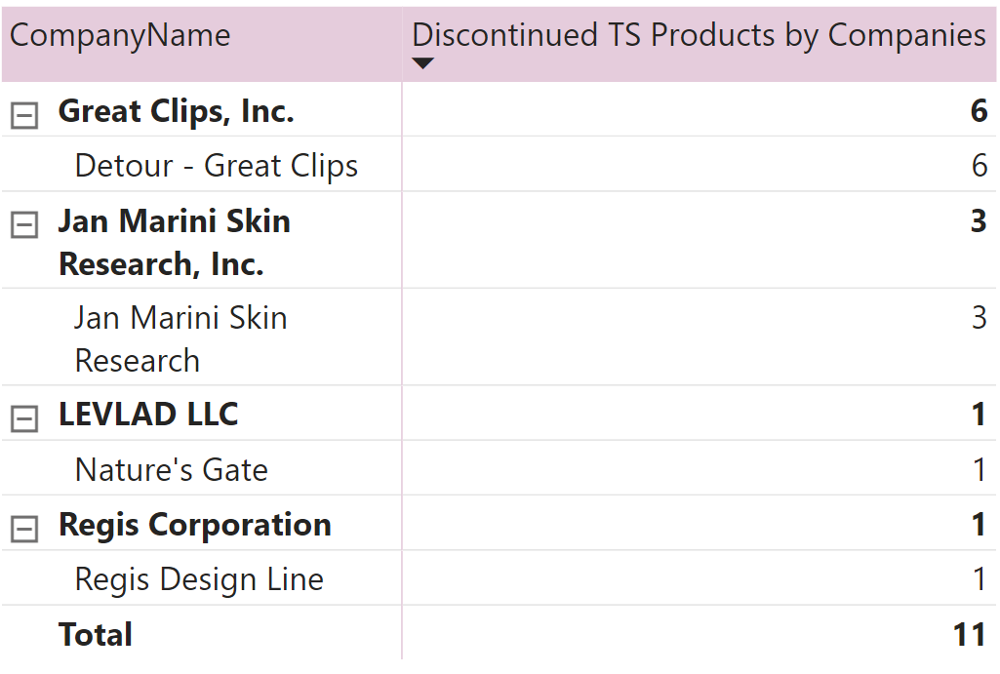 CompanyName Discontinued TS Products by Companies
Great Clips, Inc. 6
Detour - Great Clips 6
Jan Marini Skin 3
Research, Inc.
Jan Marini Skin 3
Research
LEVLAD LLC 1
Nature's Gate 1
Regis Corporation 1
Regis Design Line 1
Total 11